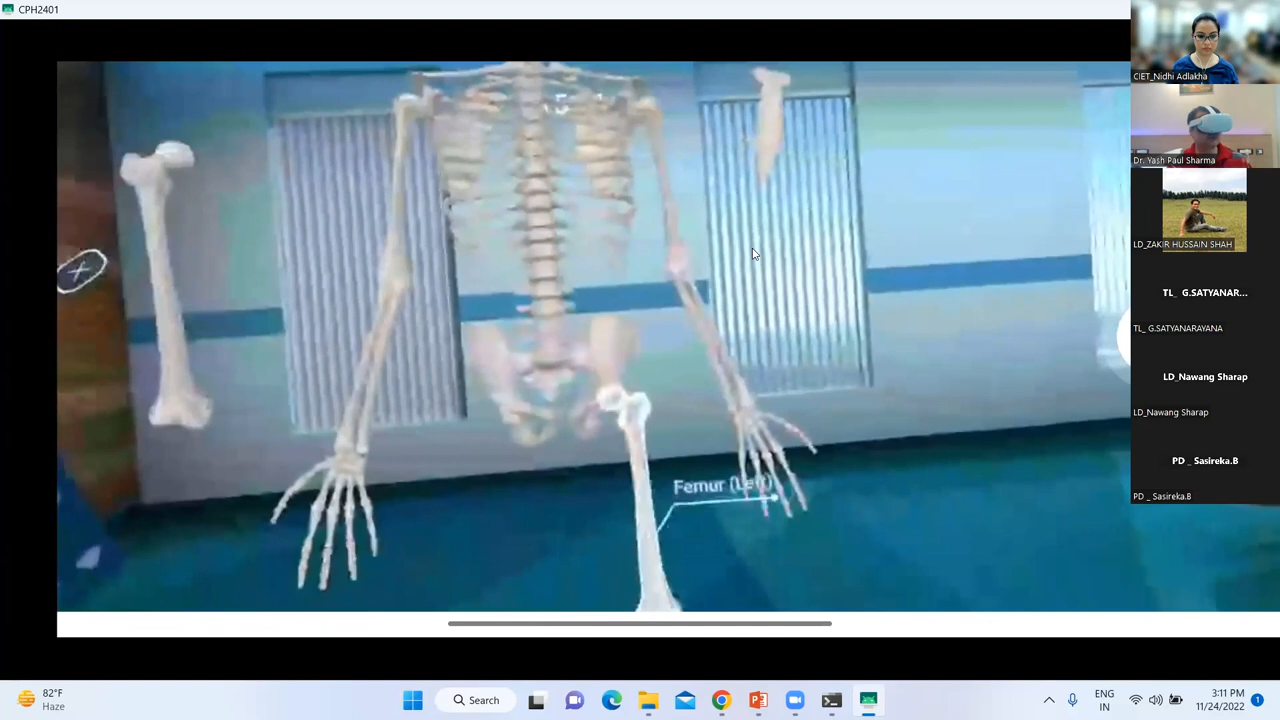 CPH2401
CIET_Nidhi Adlakha
Dr. Yash Paul Sharma
LD_ZAKIR HUSSAIN SHAH
TL_ G.SATYANAR...
TL_ G.SATYANARAYANA
LD_Nawang Sharap
LD_Nawang Sharap
PD _ Sasireka.B
PD _ Sasireka.B
Femur (Left)
82°F
Haze
Search
ENG
IN
3:11 PM
11/24/2022
1